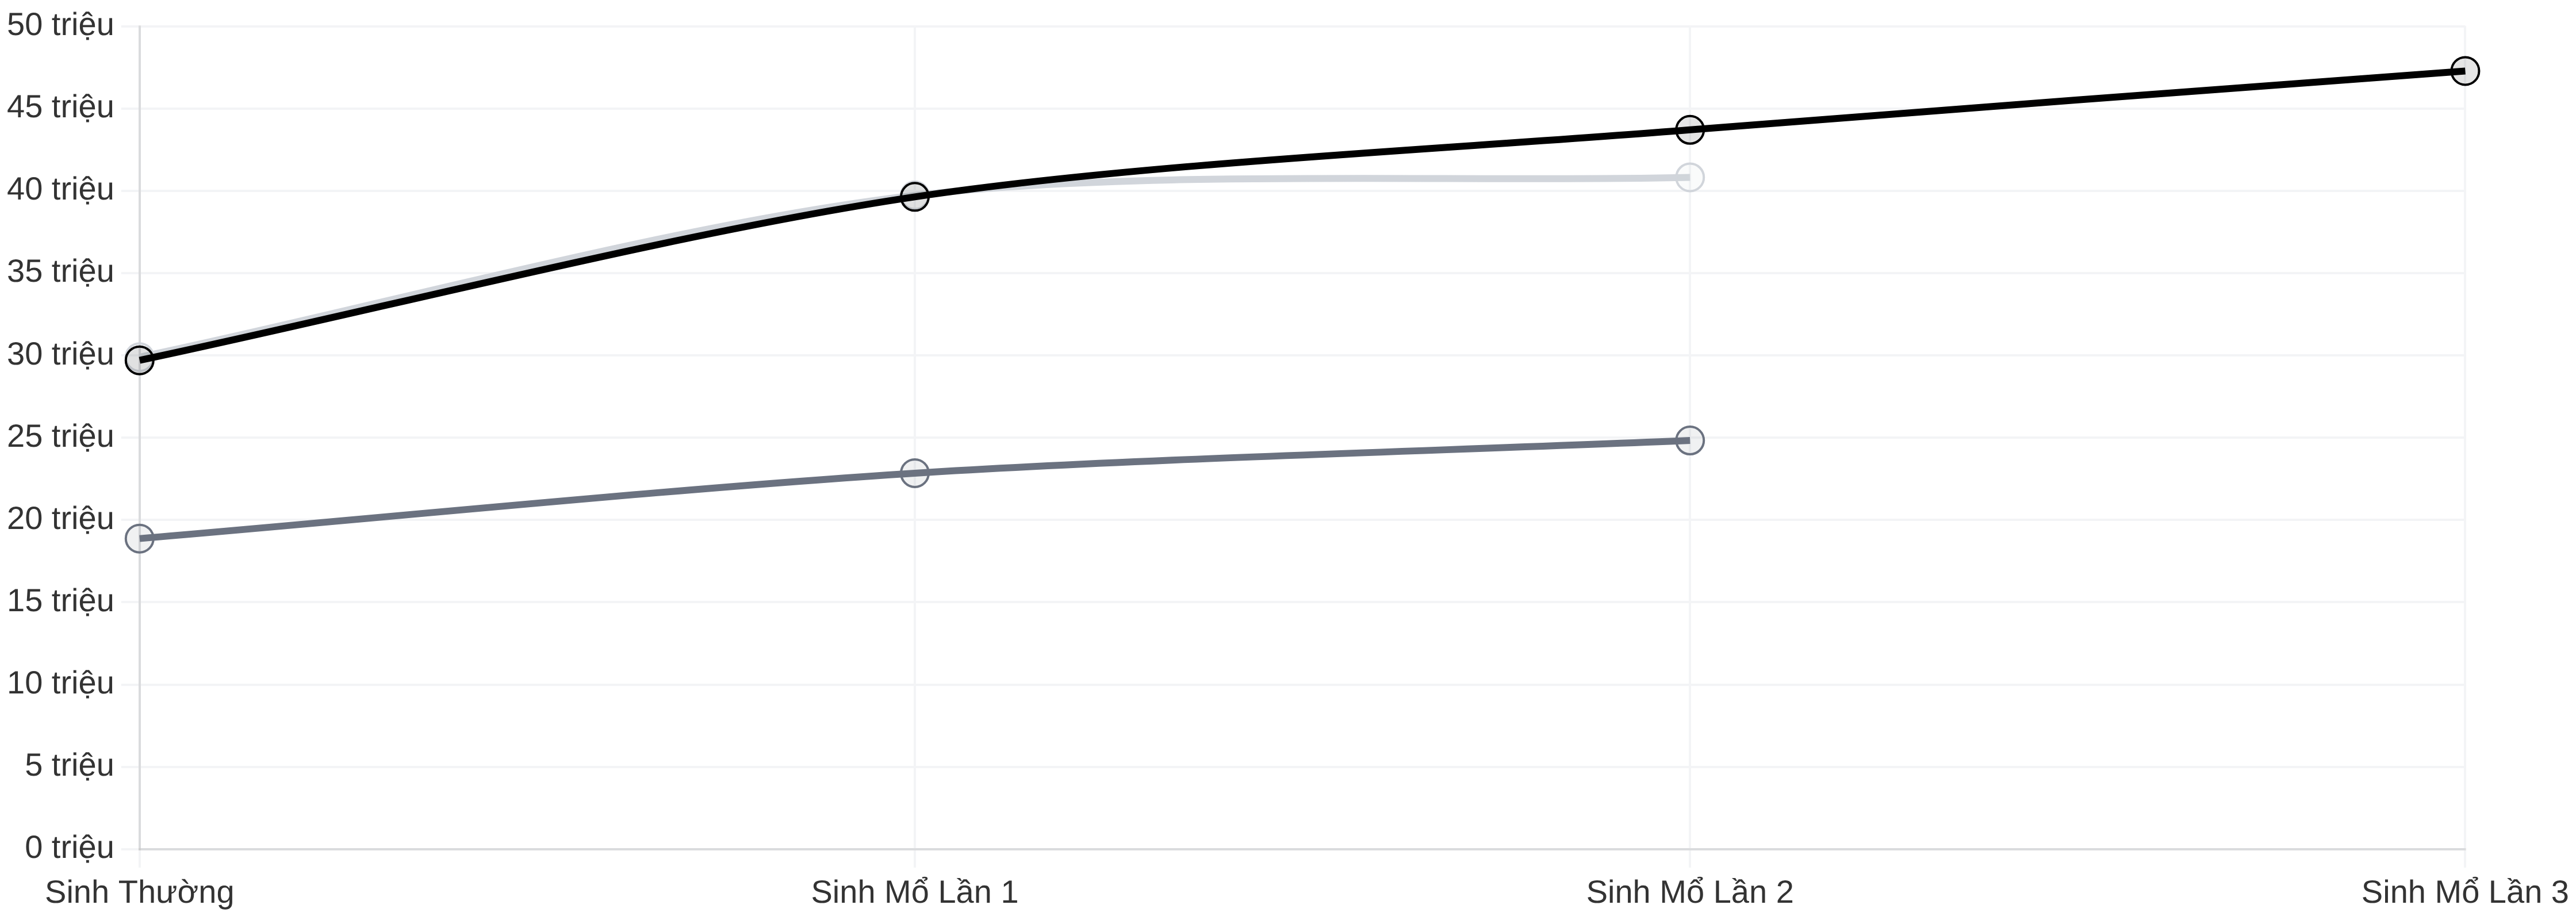 50 triệu
45 triệu
40 triệu
35 triệu
30 triệu
25 triệu
20 triệu
15 triệu
10 triệu
5 triệu
0 triệu
Sinh Thường
Sinh Mổ Lần 1
Sinh Mổ Lần 2
Sinh Mổ Lần 3